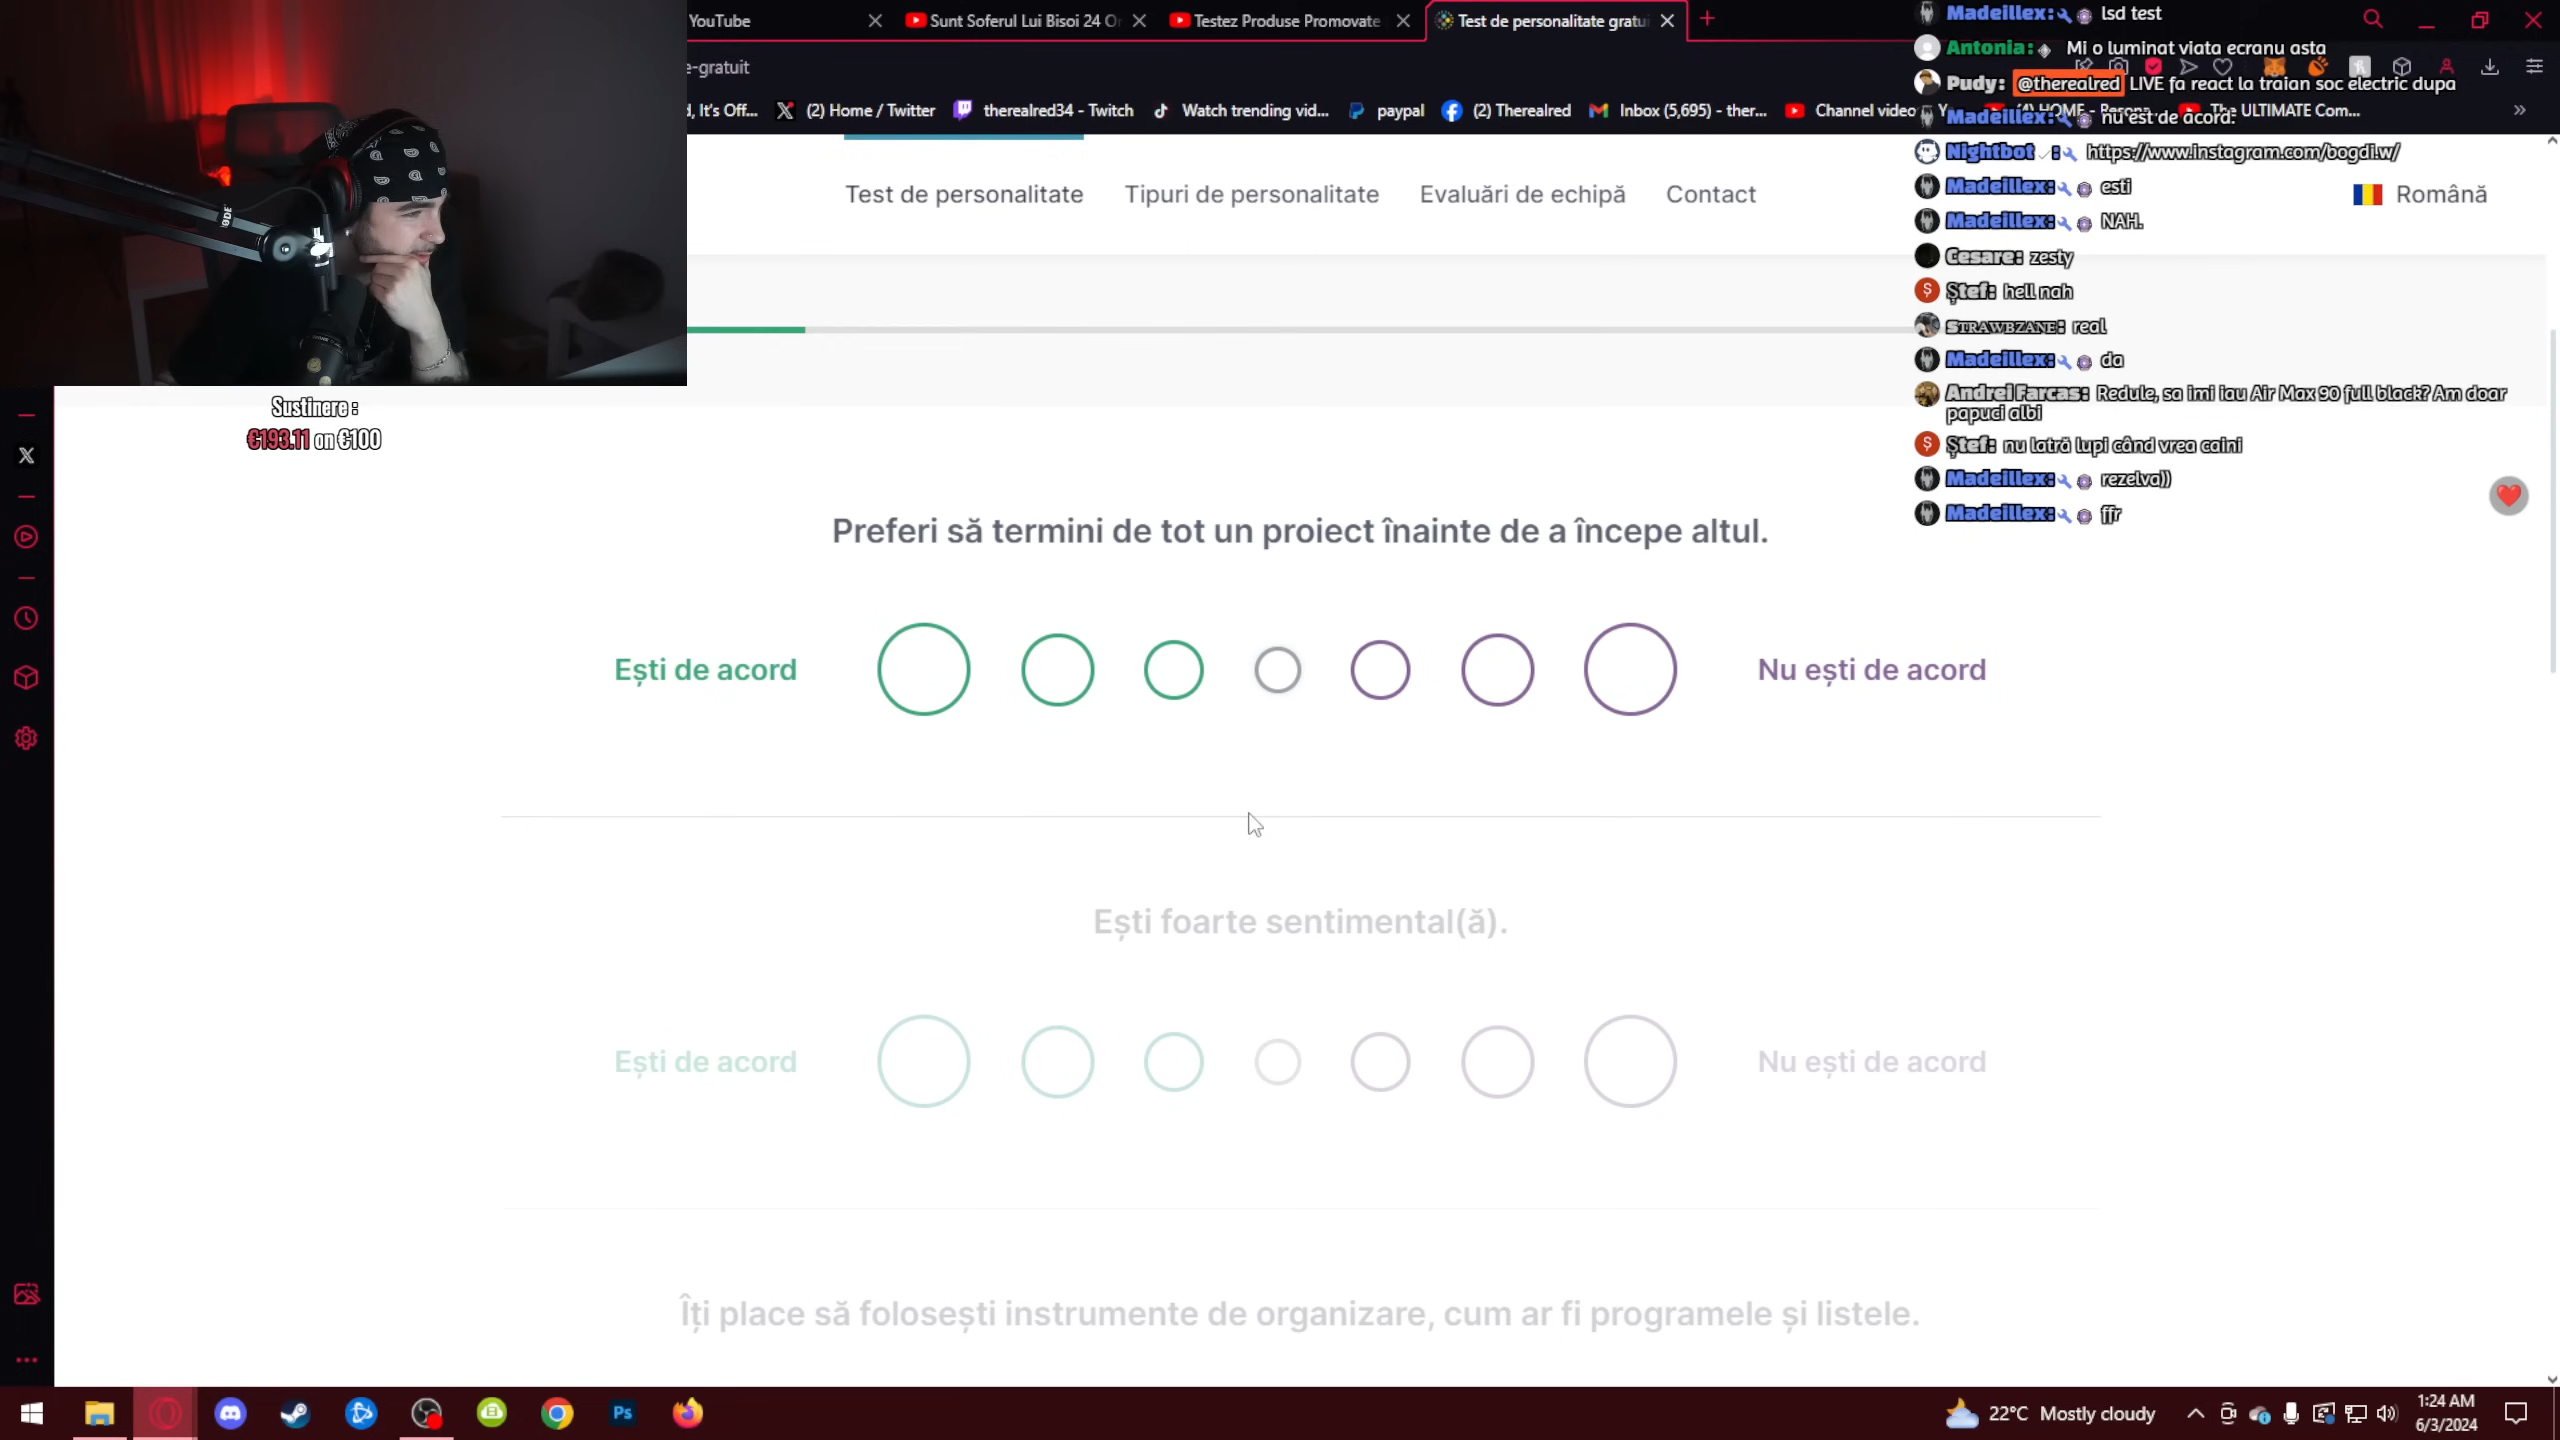 YouTube
Sunt Soferul Lui Bisoi 24 O
Testez Produse Promovate
Test de personalitate gratui
e-gratuit
d, It's Off...
(2) Home / Twitter
therealred34 - Twitch
Watch trending vid...
paypal
(2) Therealred
Inbox (5,695) - ther...
Channel video
(4) HOME - Persona
The ULTIMATE Com...
»
Madeillex: lsd test
Antonia: Mi o luminat viata ecranu asta
Pudy: @therealred LIVE fa react la traian soc electric dupa
Madeillex: nu est de acord.
Nightbot: https://www.instagram.com/bogdi.w/
Madeillex: esti
Madeillex: NAH.
Cesare: zesty
Ștef: hell nah
STRAWBZANE: real
Madeillex: da
Andrei Farcas: Redule, sa imi iau Air Max 90 full black? Am doar
papuci albi
Ștef: nu latră lupi când vrea caini
Madeillex: rezelva))
Madeillex: ffr
Test de personalitate
Tipuri de personalitate
Evaluări de echipă
Contact
Română
Sustinere :
€193.11 on €100
Preferi să termini de tot un proiect înainte de a începe altul.
Ești de acord
Nu ești de acord
Ești foarte sentimental(ă).
Ești de acord
Nu ești de acord
Îți place să folosești instrumente de organizare, cum ar fi programele și listele.
Ps
22°C Mostly cloudy
1:24 AM
6/3/2024